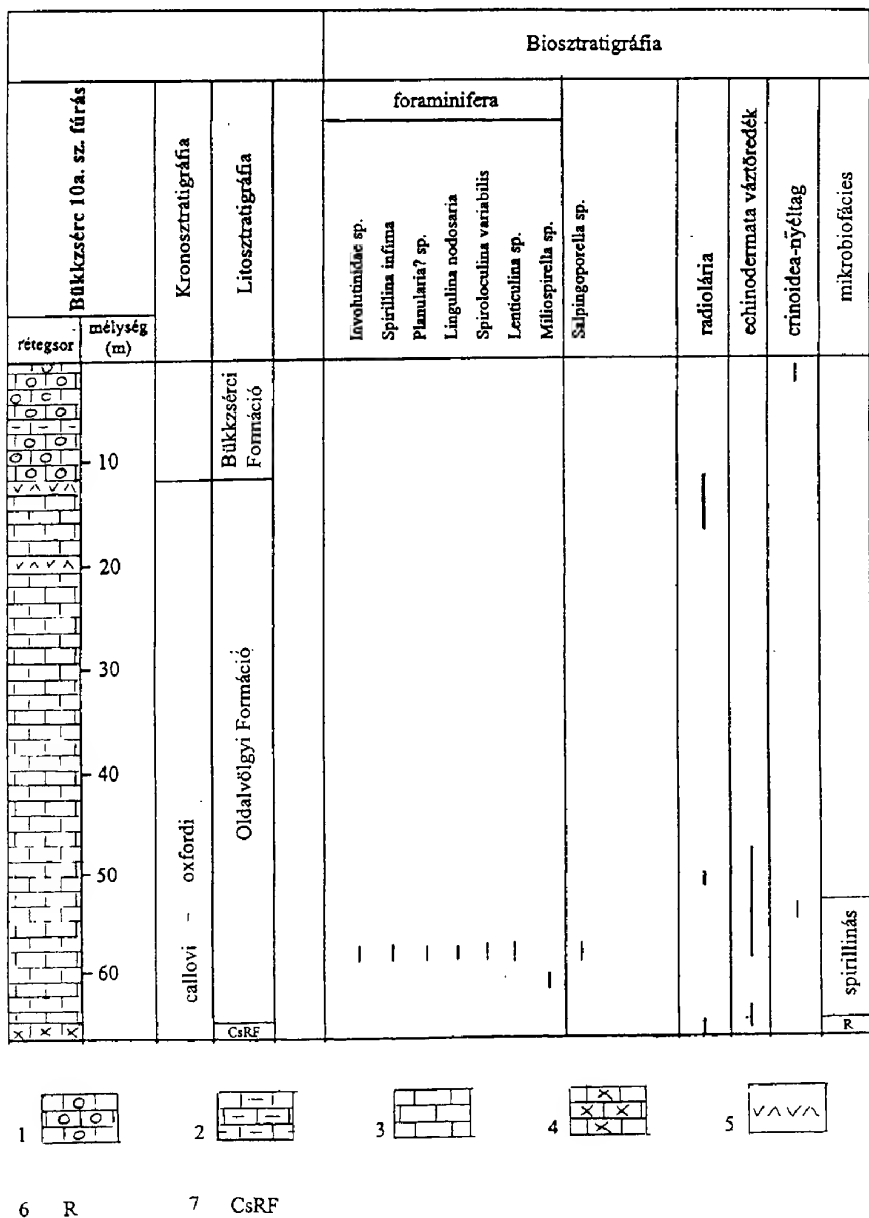 Biosztratigráfia
Bükkzsérc 10a. sz. fúrás
Kronosztratigráfia
Litosztratigráfia
foraminifera
Involutinidae sp.
Spirillina infima
Planularia? sp.
Lingulina nodosaria
Spiroloculina variabilis
Lenticulina sp.
Miliospirella sp.
Salpingoporella sp.
radiolária
echinodermata váztöredék
crinoidea-nyéltag
mikrobiofácies
rétegsor
mélység
(m)
10
20
30
40
50
60
callovi - oxfordi
Bükkzsérci
Formáció
Oldalvölgyi Formáció
CsRF
spirillinás
R
1
2
3
4
5
6 R
7 CsRF